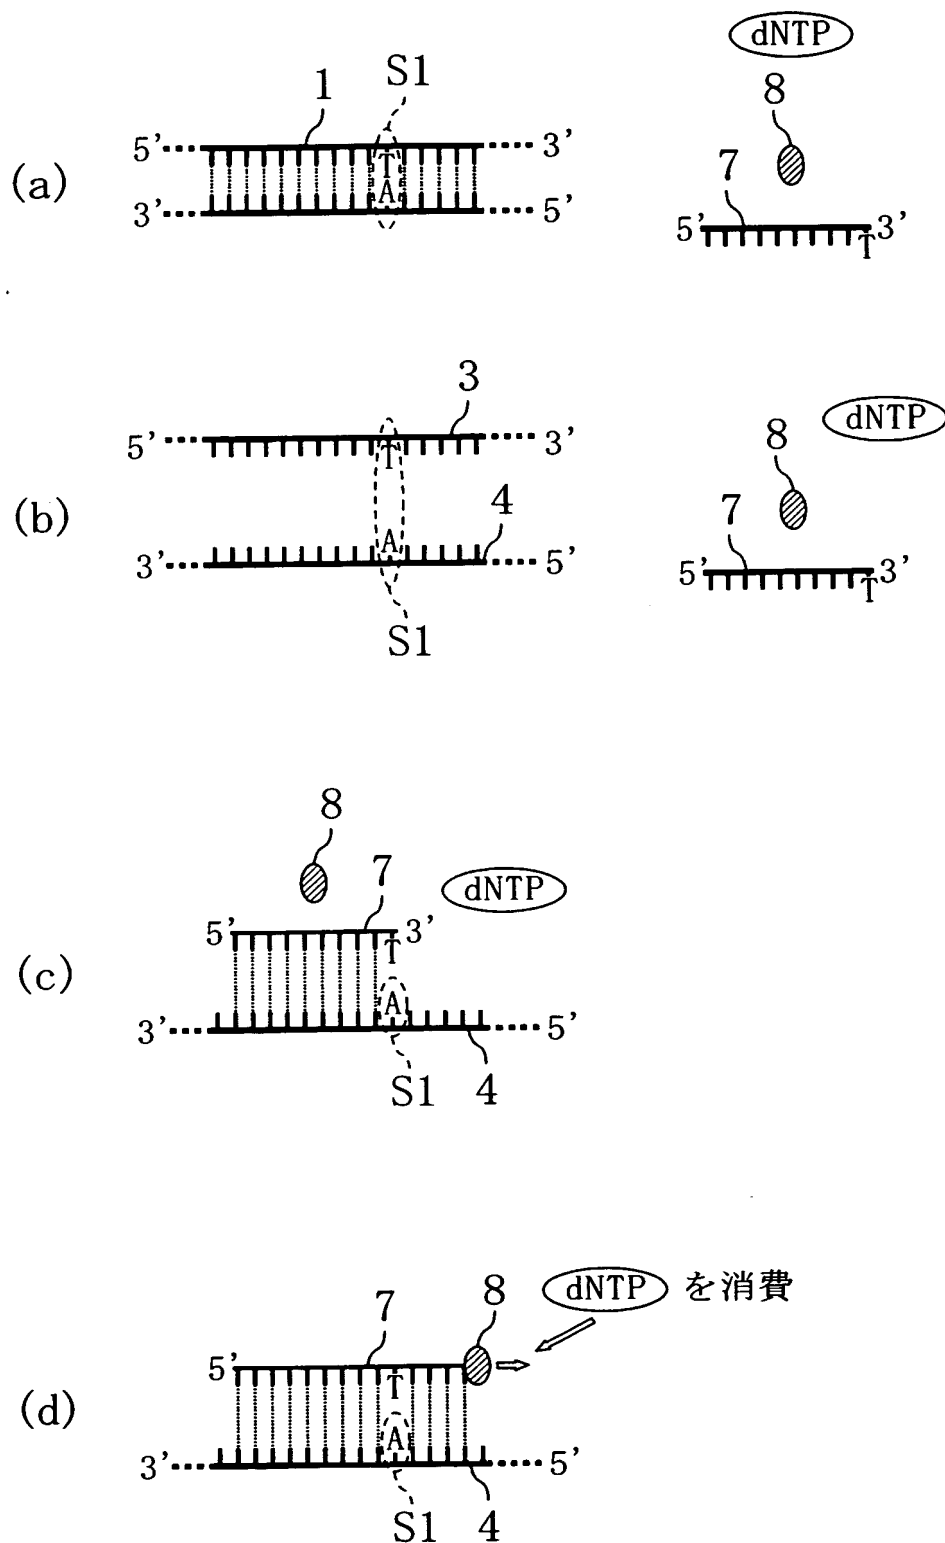 dNTP
S1
1
8
5' 3'
7
T
(a)
A
5' 3'
3' 5'
T
3
dNTP
8
5' 3'
T
(b)
4
7
A
3' 5'
5' 3'
T
S1
8
7
dNTP
5' 3'
T
(c)
A
3' 5'
S1 4
dNTP を消費
8
7
5'
T
(d)
A
3' 5'
S1 4